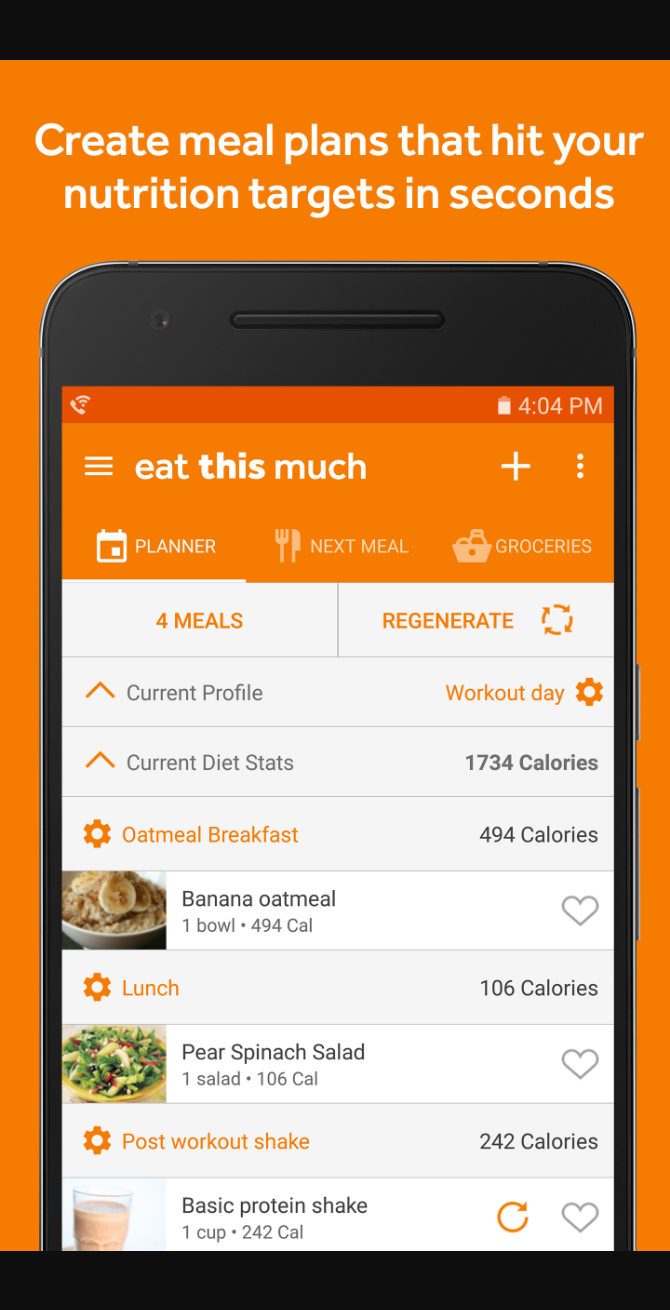 Create meal plans that hit your
nutrition targets in seconds
4:04 PM
eat this much
PLANNER
NEXT MEAL
GROCERIES
4 MEALS
REGENERATE
Current Profile
Workout day
Current Diet Stats
1734 Calories
Oatmeal Breakfast
494 Calories
Banana oatmeal
1 bowl • 494 Cal
Lunch
106 Calories
Pear Spinach Salad
1 salad • 106 Cal
Post workout shake
242 Calories
Basic protein shake
1 cup • 242 Cal